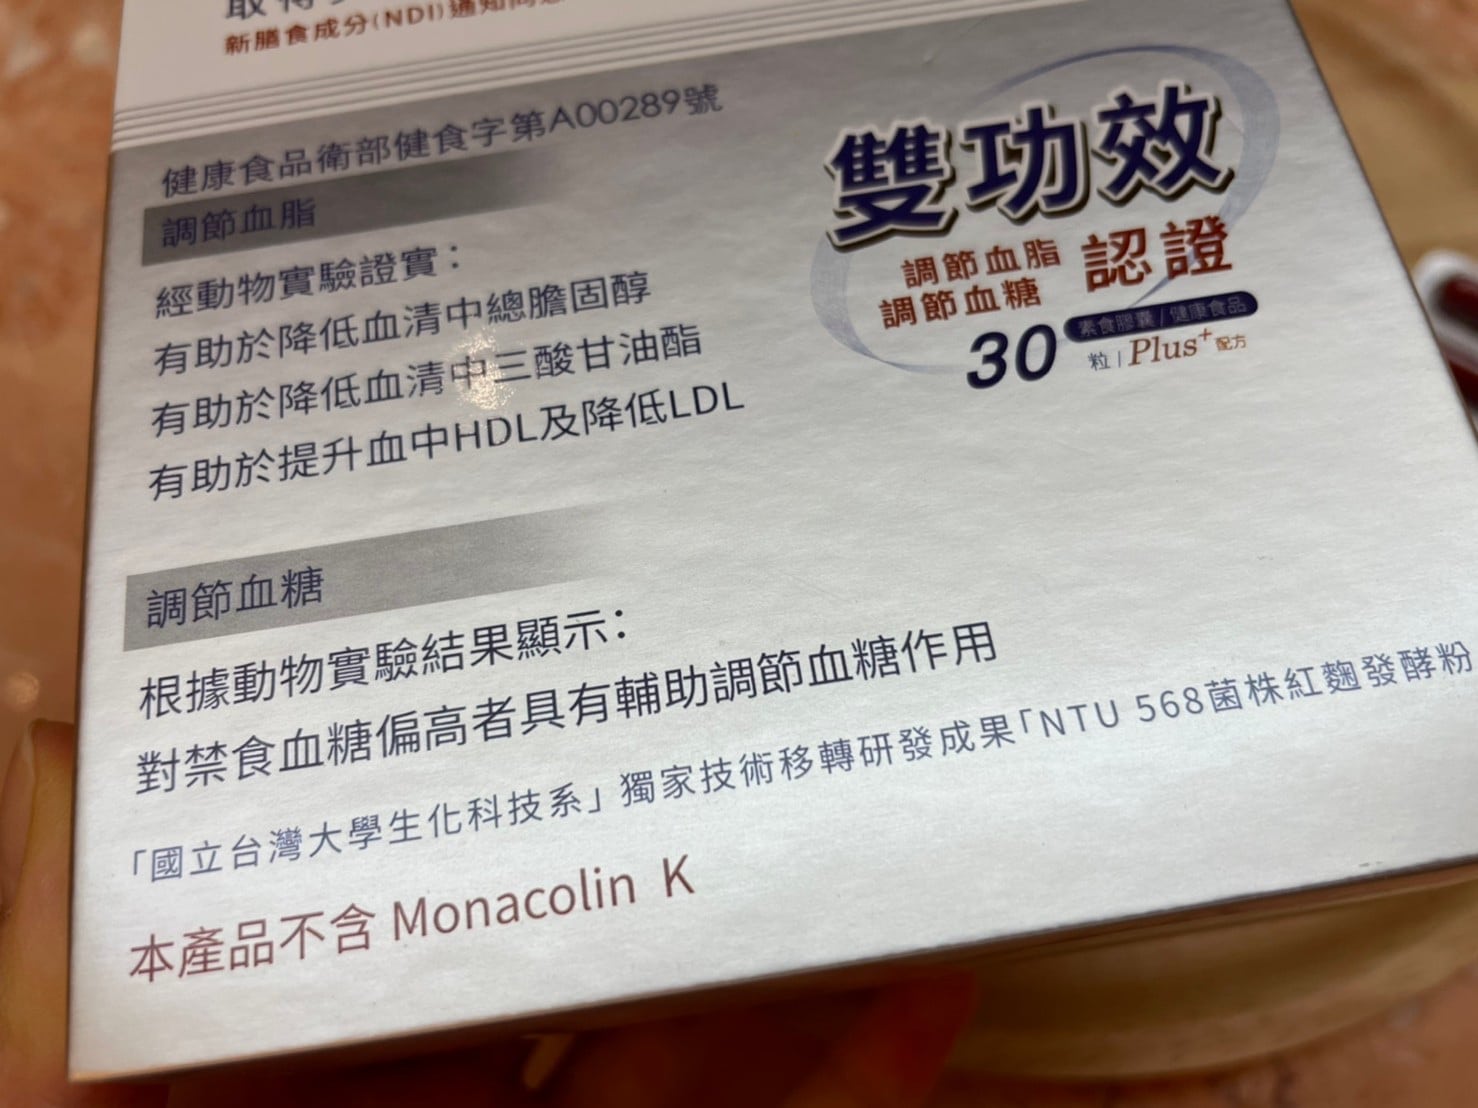 新膳食成分(NDI)通知
健康食品衛部健食字第A00289號
調節血脂
經動物實驗證實：
有助於降低血清中總膽固醇
有助於降低血清中三酸甘油酯
有助於提升血中HDL及降低LDL
雙功效
調節血脂
調節血糖
認證
素食膠囊/健康食品
30粒 | Plus+配方
調節血糖
根據動物實驗結果顯示：
對禁食血糖偏高者具有輔助調節血糖作用
「國立台灣大學生化科技系」獨家技術移轉研發成果「NTU 568菌株紅麴發酵粉
本產品不含 Monacolin K